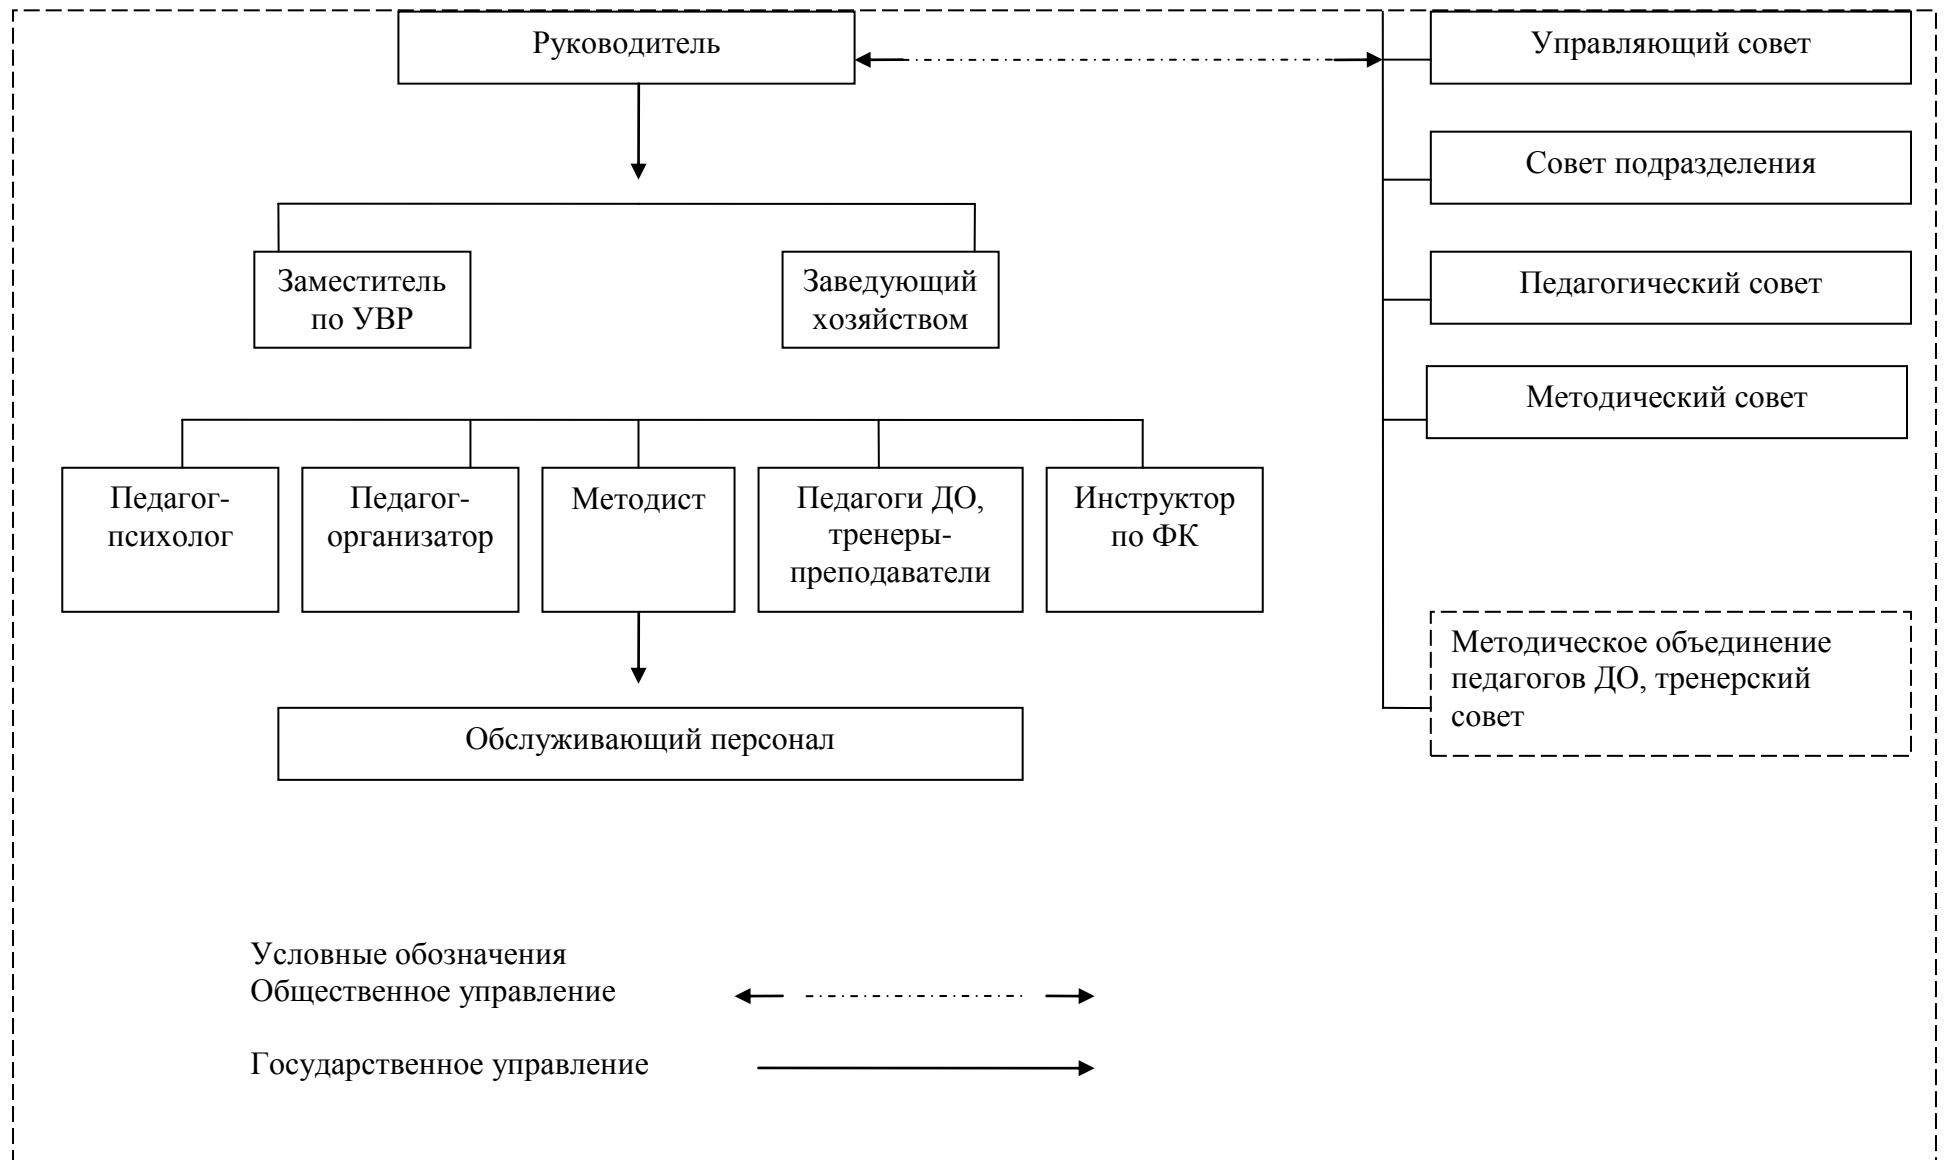 Руководитель
Управляющий совет
Совет подразделения
Заместитель
по УВР
Заведующий
хозяйством
Педагогический совет
Методический совет
Педагог-
психолог
Педагог-
организатор
Методист
Педагоги ДО,
тренеры-
преподаватели
Инструктор
по ФК
Методическое объединение
педагогов ДО, тренерский
совет
Обслуживающий персонал
Условные обозначения
Общественное управление
Государственное управление